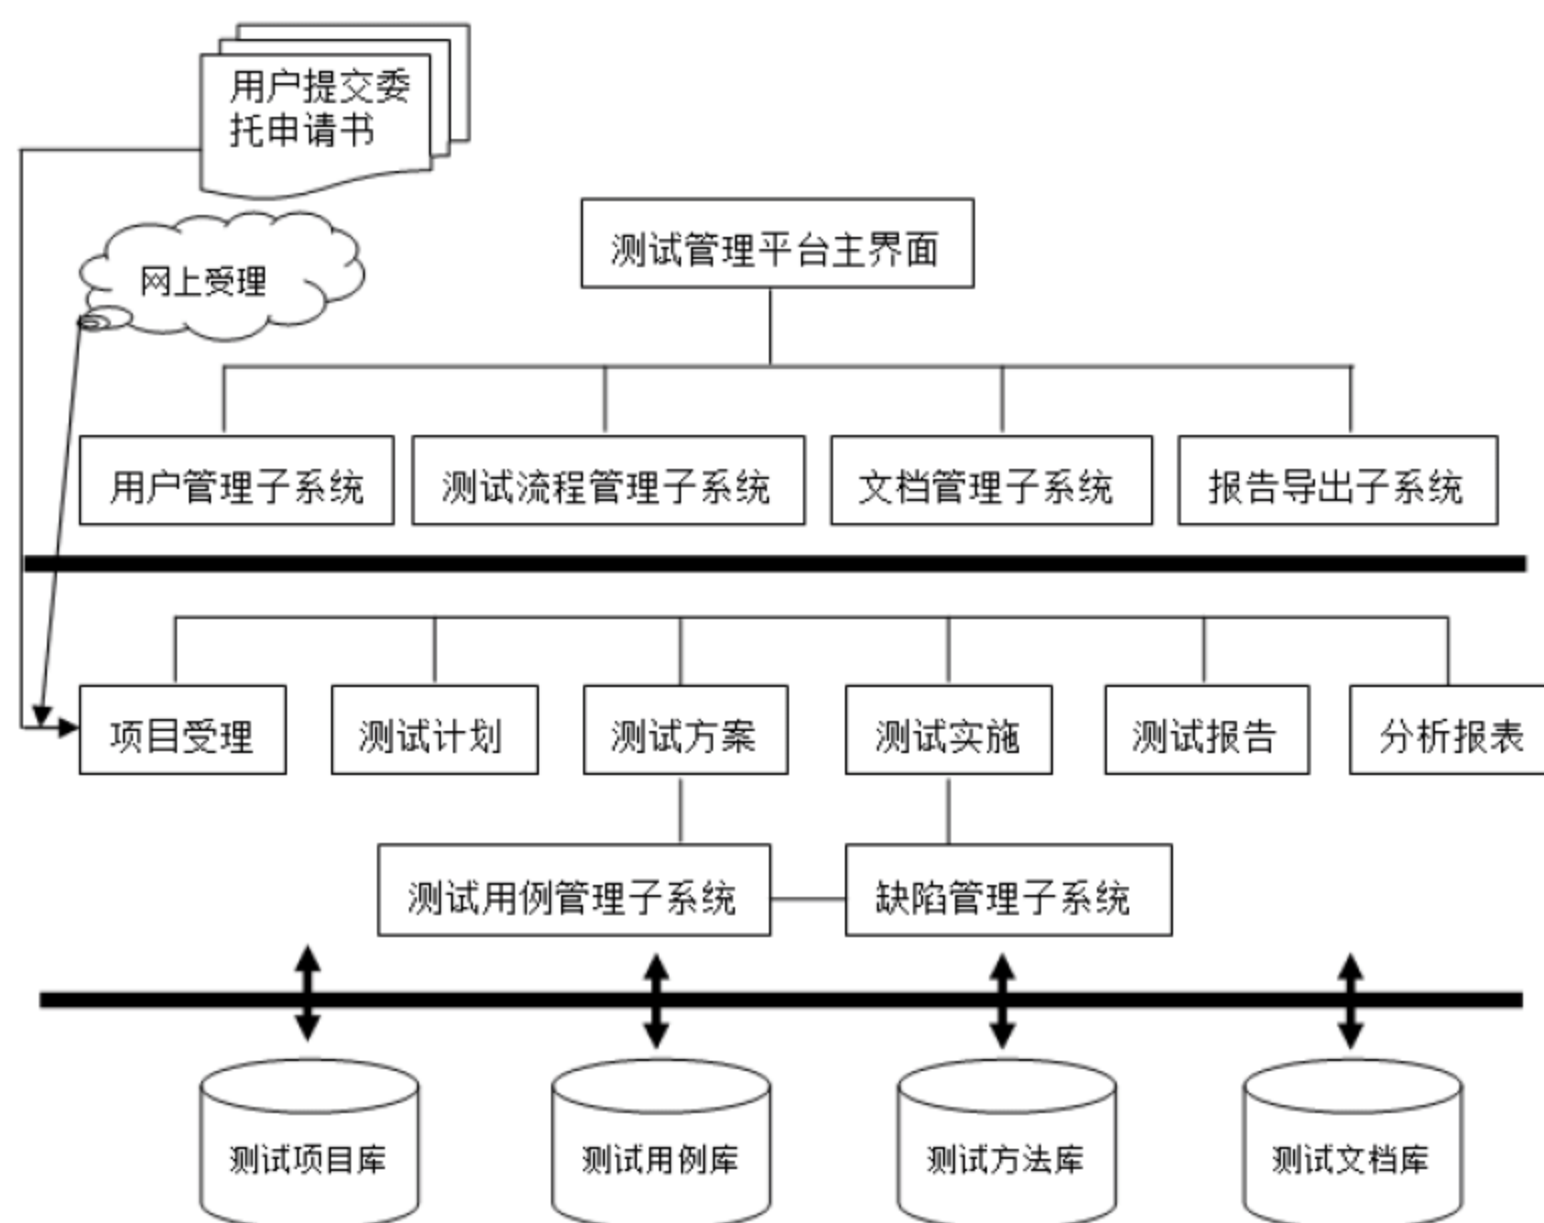 用户提交委
托申请书
网上受理
测试管理平台主界面
用户管理子系统
测试流程管理子系统
文档管理子系统
报告导出子系统
项目受理
测试计划
测试方案
测试实施
测试报告
分析报表
测试用例管理子系统
缺陷管理子系统
测试项目库
测试用例库
测试方法库
测试文档库